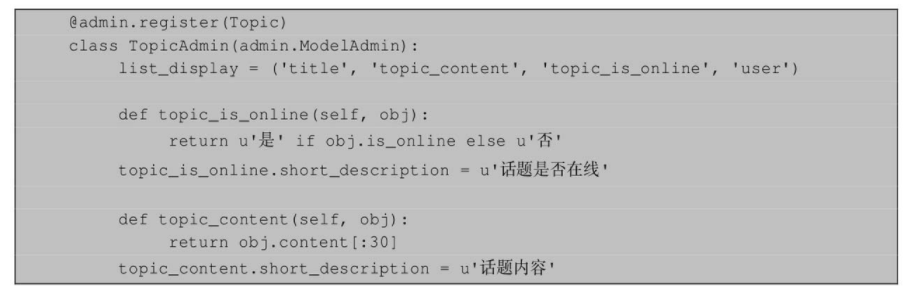 @admin.register(Topic)
class TopicAdmin(admin.ModelAdmin):
    list_display = ('title', 'topic_content', 'topic_is_online', 'user')

    def topic_is_online(self, obj):
        return u'是' if obj.is_online else u'否'
    topic_is_online.short_description = u'话题是否在线'

    def topic_content(self, obj):
        return obj.content[:30]
    topic_content.short_description = u'话题内容'